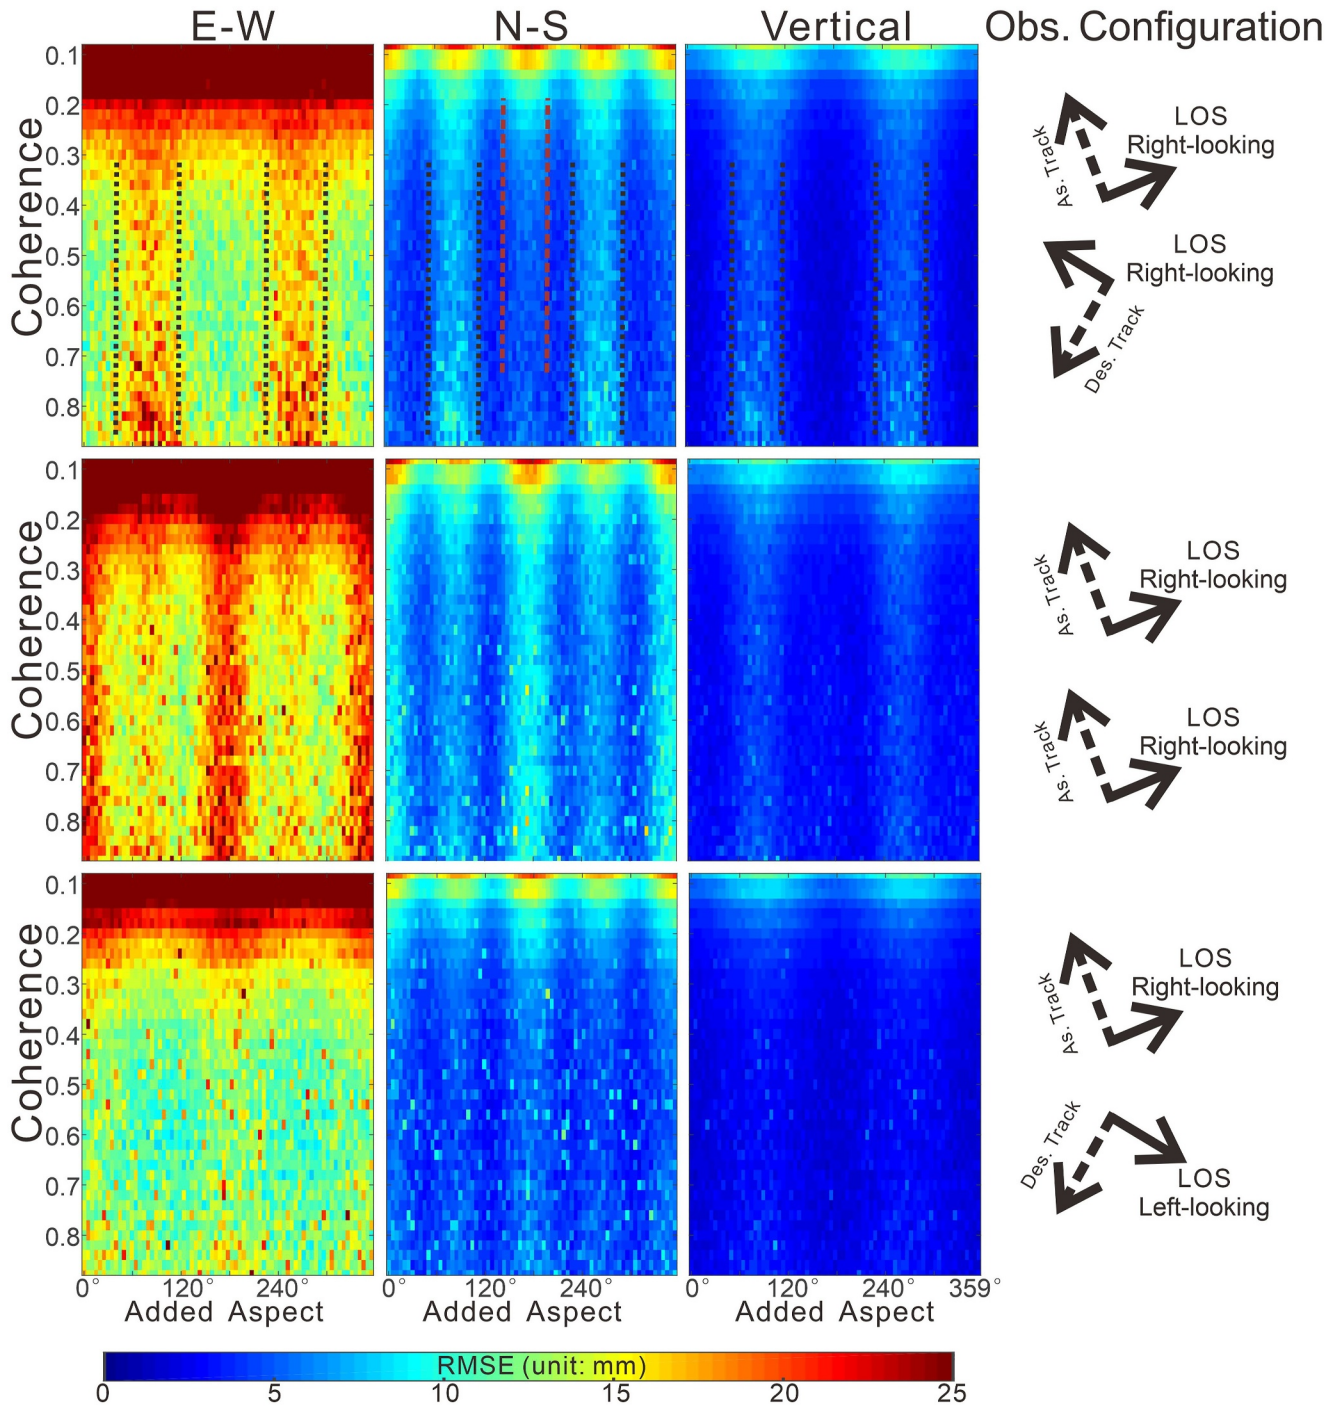 E-W N-S Vertical Obs. Configuration
Coherence
0.1
0.2
0.3
0.4
0.5
0.6
0.7
0.8
As. Track
LOS
Right-looking
LOS
Right-looking
Des. Track
Coherence
0.1
0.2
0.3
0.4
0.5
0.6
0.7
0.8
As. Track
LOS
Right-looking
As. Track
LOS
Right-looking
Coherence
0.1
0.2
0.3
0.4
0.5
0.6
0.7
0.8
As. Track
LOS
Right-looking
Des. Track
LOS
Left-looking
0° 120° 240° 0° 120° 240° 0° 120° 240° 359°
Added Aspect Added Aspect Added Aspect
RMSE (unit: mm)
0 5 10 15 20 25